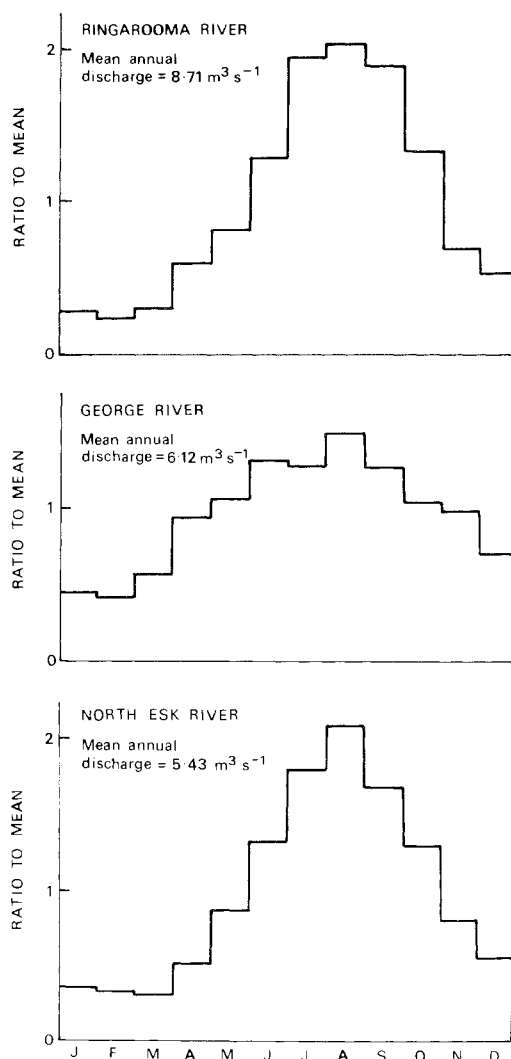 RINGAROOMA RIVER
Mean annual
discharge = 8·71 m³ s⁻¹
RATIO TO MEAN
2
1
0
GEORGE RIVER
Mean annual
discharge = 6·12 m³ s⁻¹
RATIO TO MEAN
1
0
NORTH ESK RIVER
Mean annual
discharge = 5·43 m³ s⁻¹
RATIO TO MEAN
2
1
0
J F M A M J J A S O N D